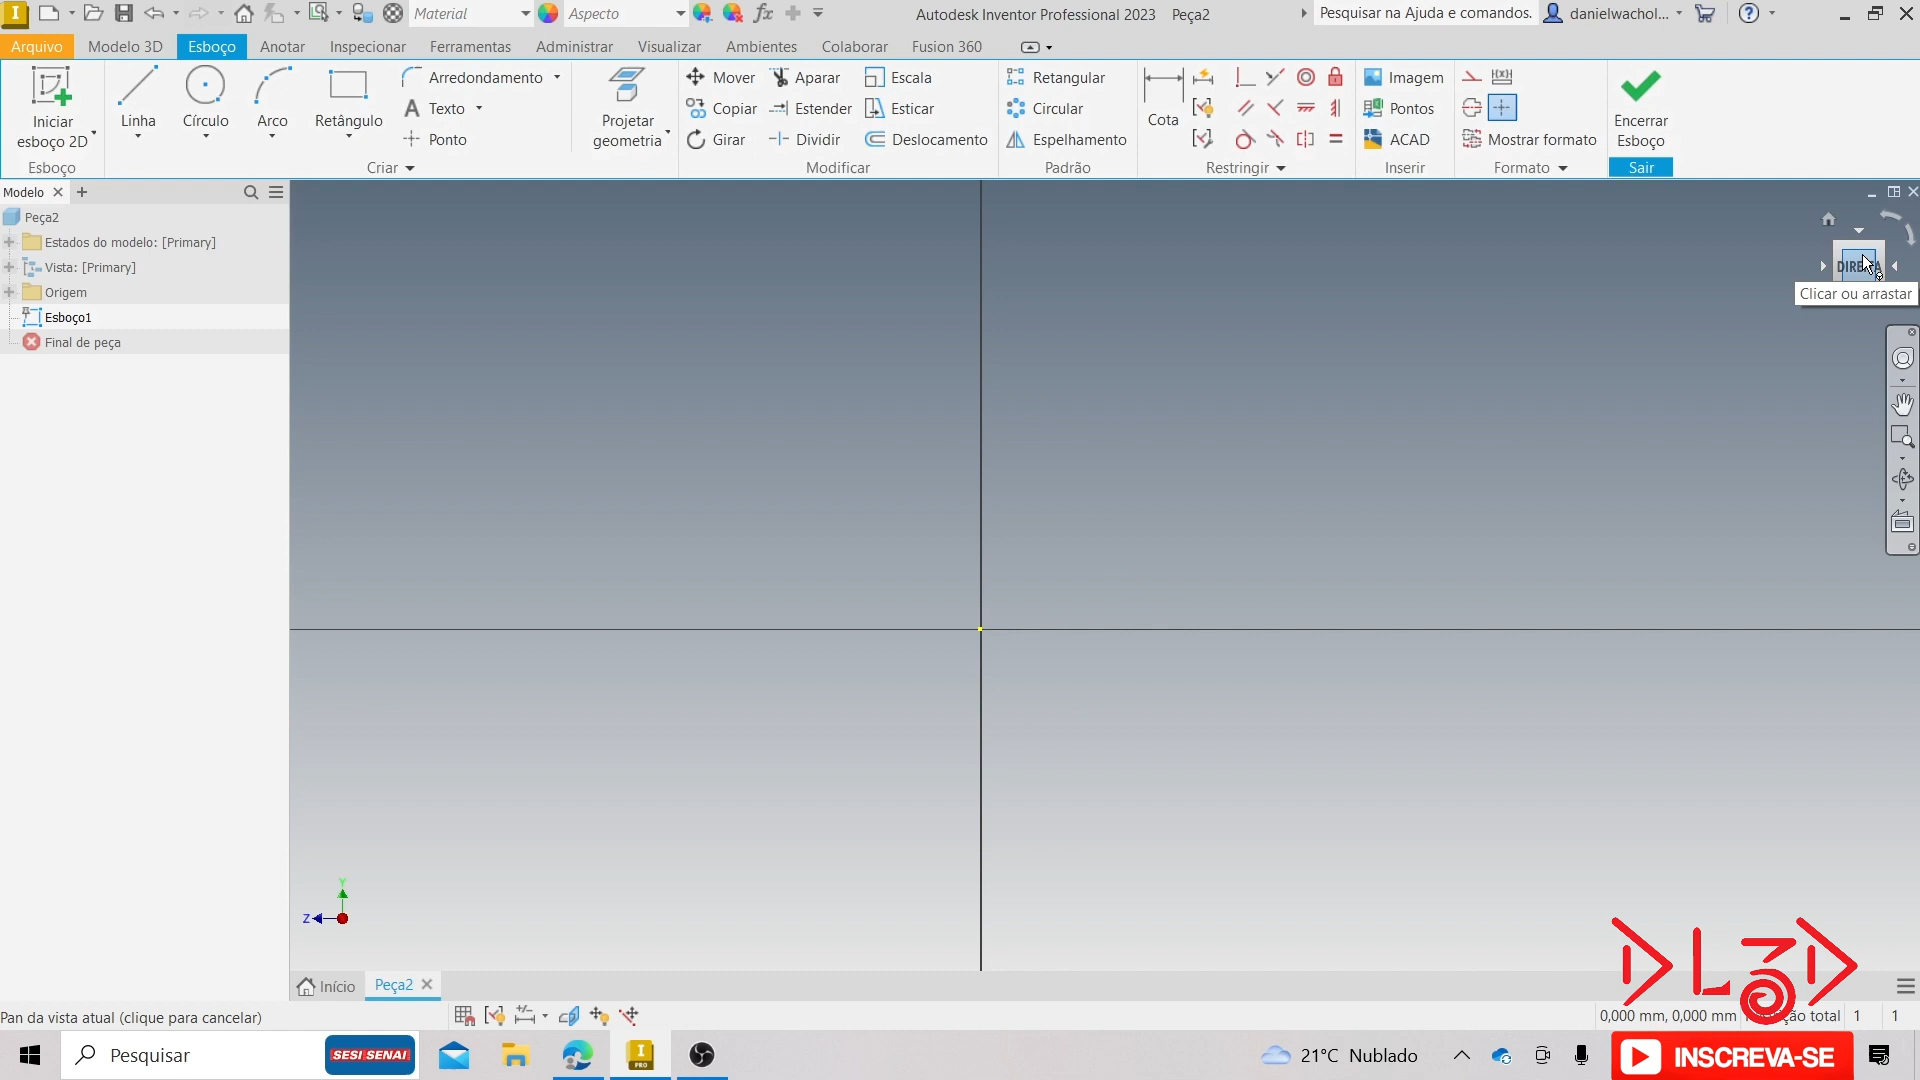 Material
Aspecto
Autodesk Inventor Professional 2023 Peça2
Pesquisar na Ajuda e comandos.
danielwachol...
Arquivo Modelo 3D Esboço Anotar Inspecionar Ferramentas Administrar Visualizar Ambientes Colaborar Fusion 360
Iniciar
esboço 2D
Esboço
Linha
Círculo
Arco
Retângulo
Arredondamento
Texto
Ponto
Criar
Projetar
geometria
Mover Aparar Escala
Copiar Estender Esticar
Girar Dividir Deslocamento
Modificar
Retangular
Circular
Espelhamento
Padrão
Cota
Restringir
Imagem
Pontos
ACAD
Inserir
Mostrar formato
Formato
Encerrar
Esboço
Sair
Modelo
Peça2
Estados do modelo: [Primary]
Vista: [Primary]
Origem
Esboço1
Final de peça
Clicar ou arrastar
Y
Z
Início
Peça2
Pan da vista atual (clique para cancelar)
0,000 mm, 0,000 mm
total 1 1
DL3D
Pesquisar
SESI SENAI
I
PRO
21°C Nublado
INSCREVA-SE